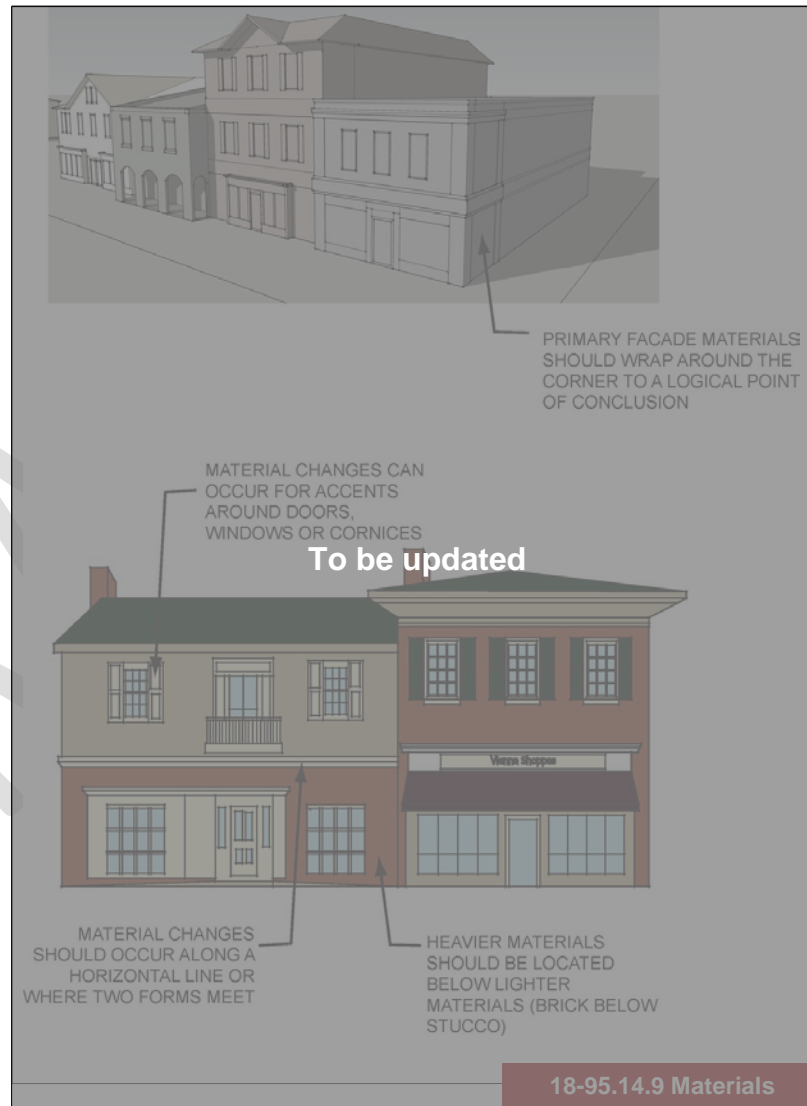 PRIMARY FACADE MATERIALS
SHOULD WRAP AROUND THE
CORNER TO A LOGICAL POINT
OF CONCLUSION
MATERIAL CHANGES CAN
OCCUR FOR ACCENTS
AROUND DOORS,
WINDOWS OR CORNICES
To be updated
Vienna Shoppes
MATERIAL CHANGES
SHOULD OCCUR ALONG A
HORIZONTAL LINE OR
WHERE TWO FORMS MEET
HEAVIER MATERIALS
SHOULD BE LOCATED
BELOW LIGHTER
MATERIALS (BRICK BELOW
STUCCO)
18-95.14.9 Materials